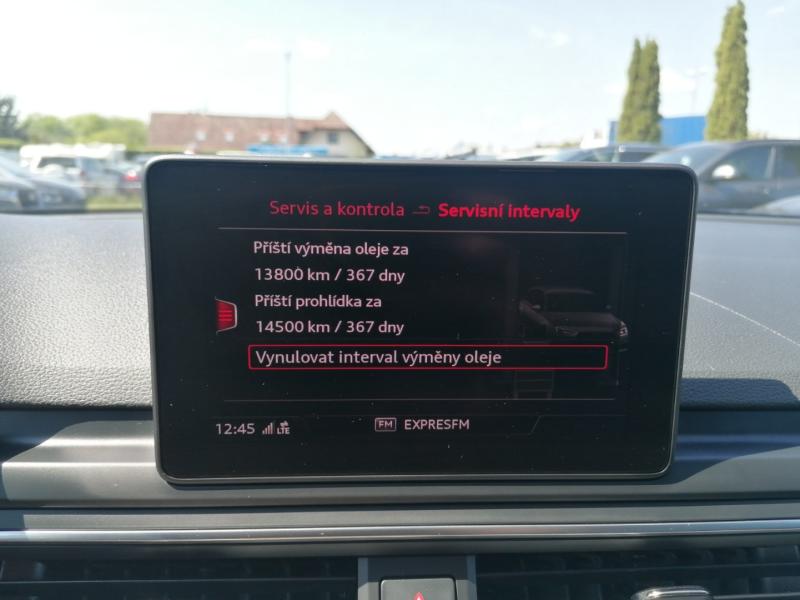 Servis a kontrola Servisní intervaly
Příští výměna oleje za
13800 km / 367 dny
Příští prohlídka za
14500 km / 367 dny
Vynulovat interval výměny oleje
12:45 LTE FM EXPRESFM